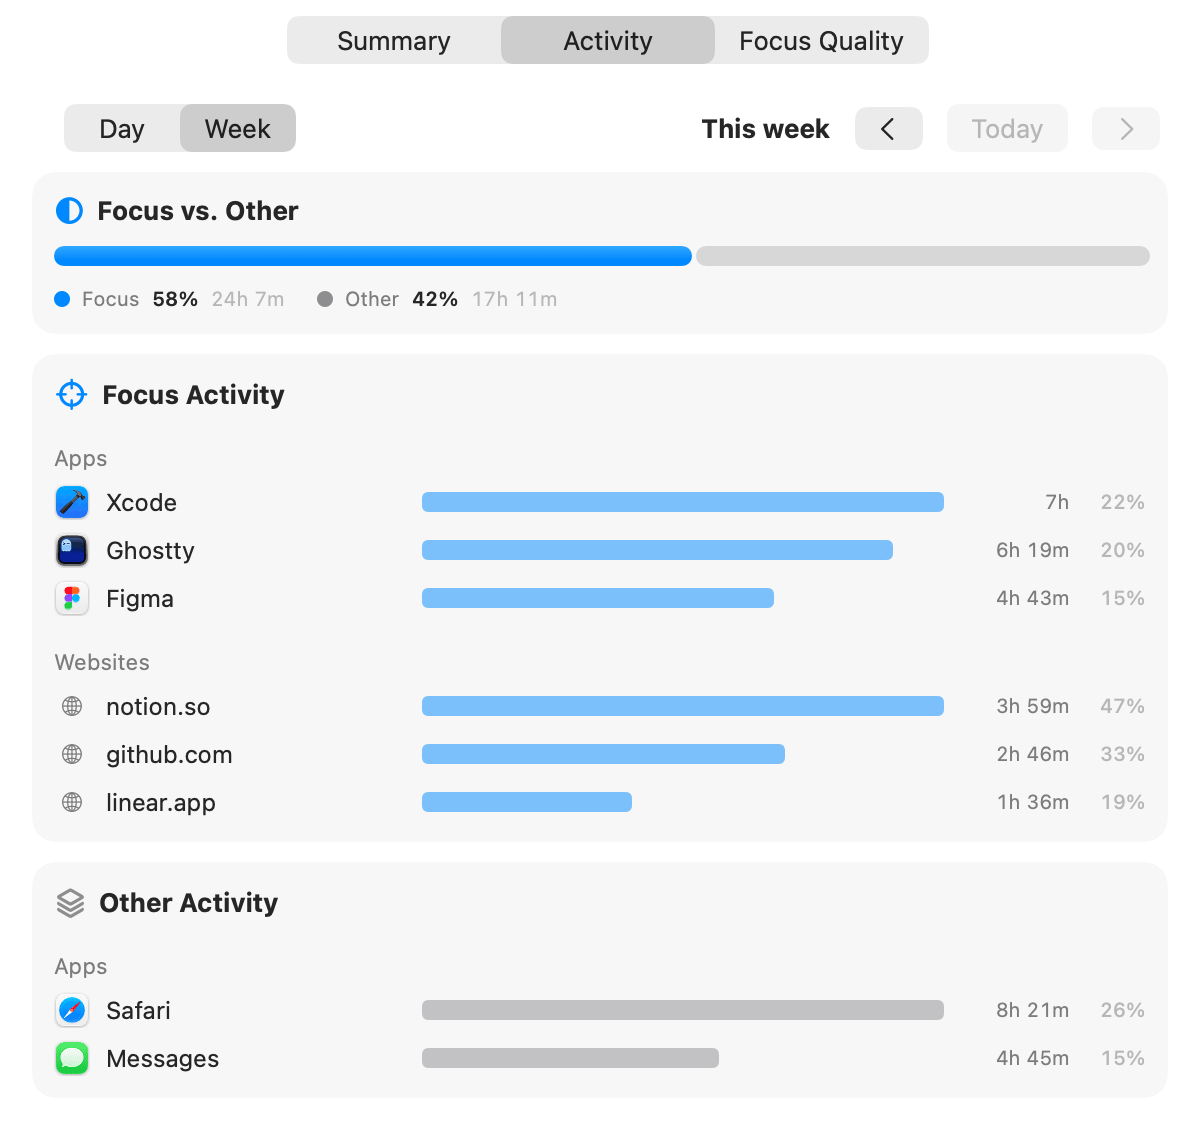 Summary Activity Focus Quality
Day Week This week Today
Focus vs. Other
Focus 58% 24h 7m Other 42% 17h 11m
Focus Activity
Apps
Xcode 7h 22%
Ghostty 6h 19m 20%
Figma 4h 43m 15%
Websites
notion.so 3h 59m 47%
github.com 2h 46m 33%
linear.app 1h 36m 19%
Other Activity
Apps
Safari 8h 21m 26%
Messages 4h 45m 15%